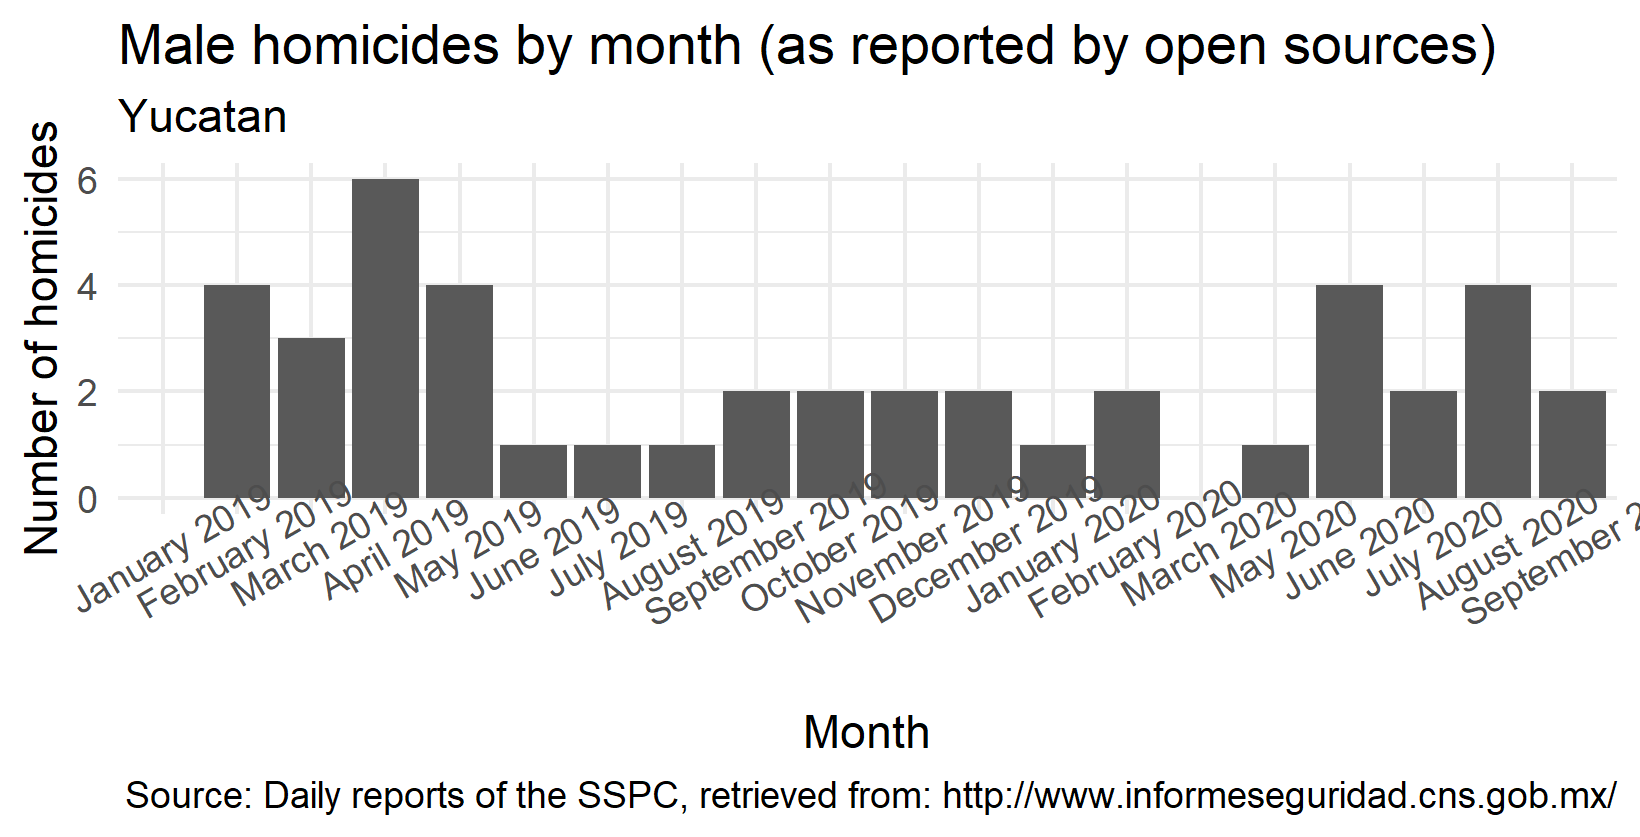 Male homicides by month (as reported by open sources)
Yucatan
Number of homicides
6
4
2
0
January 2019
February 2019
March 2019
April 2019
May 2019
June 2019
July 2019
August 2019
September 2019
October 2019
November 2019
December 2019
January 2020
February 2020
March 2020
May 2020
June 2020
July 2020
August 2020
September 2
Month
Source: Daily reports of the SSPC, retrieved from: http://www.informeseguridad.cns.gob.mx/